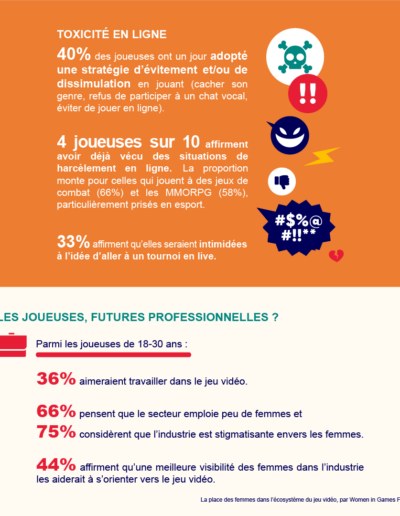 TOXICITÉ EN LIGNE
40% des joueuses ont un jour adopté
une stratégie d'évitement et/ou de
dissimulation en jouant (cacher son
genre, refus de participer à un chat vocal,
éviter de jouer en ligne).
!!
4 joueuses sur 10 affirment
avoir déjà vécu des situations de
harcèlement en ligne. La proportion
monte pour celles qui jouent à des jeux de
combat (66%) et les MMORPG (58%),
particulièrement prisés en esport.
#$%@
#!!**
33% affirment qu'elles seraient intimidées
à l'idée d'aller à un tournoi en live.
LES JOUEUSES, FUTURES PROFESSIONNELLES ?
Parmi les joueuses de 18-30 ans :
36% aimeraient travailler dans le jeu vidéo.
66% pensent que le secteur emploie peu de femmes et
75% considèrent que l'industrie est stigmatisante envers les femmes.
44% affirment qu'une meilleure visibilité des femmes dans l'industrie
les aiderait à s'orienter vers le jeu vidéo.
La place des femmes dans l'écosystème du jeu vidéo, par Women in Games F